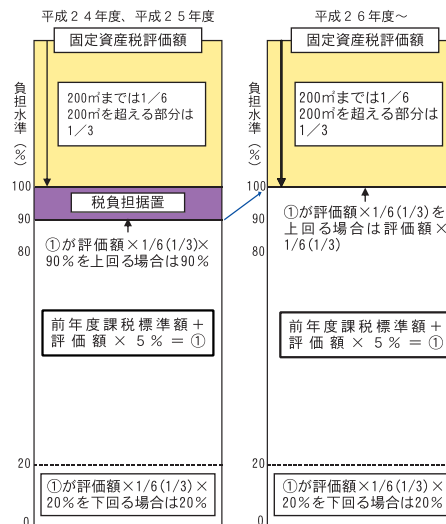 平成２４年度、平成２５年度
固定資産税評価額
負担水準（％）
200㎡までは1／6
200㎡を超える部分は
1／3
100
税負担据置
90
80
①が評価額×1/6(1/3)×
90％を上回る場合は90％
前年度課税標準額＋
評価額×５％＝①
20
①が評価額×1/6(1/3)×
20％を下回る場合は20％
0
平成２６年度～
固定資産税評価額
負担水準（％）
200㎡までは1／6
200㎡を超える部分は
1／3
100
90
80
①が評価額×1/6(1/3)を
上回る場合は評価額×
1/6(1/3)
前年度課税標準額＋
評価額×５％＝①
20
①が評価額×1/6(1/3)×
20％を下回る場合は20％
0